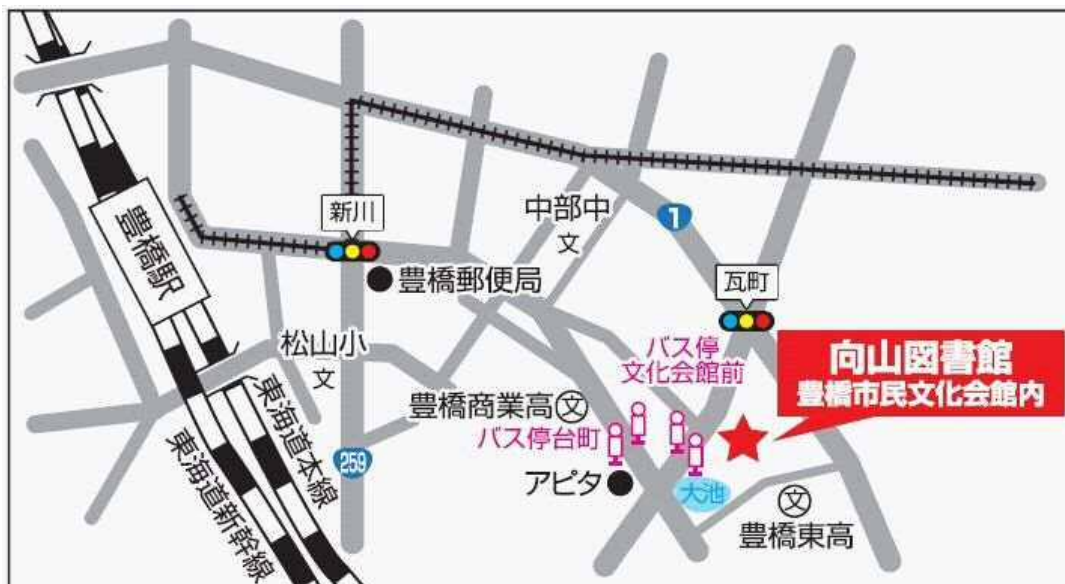 豊橋駅
新川
豊橋郵便局
中部中
文
1
瓦町
向山図書館
豊橋市民文化会館内
バス停
文化会館前
松山小
文
豊橋商業高
文
バス停台町
アピタ
大池
文
豊橋東高
259
東海道本線
東海道新幹線